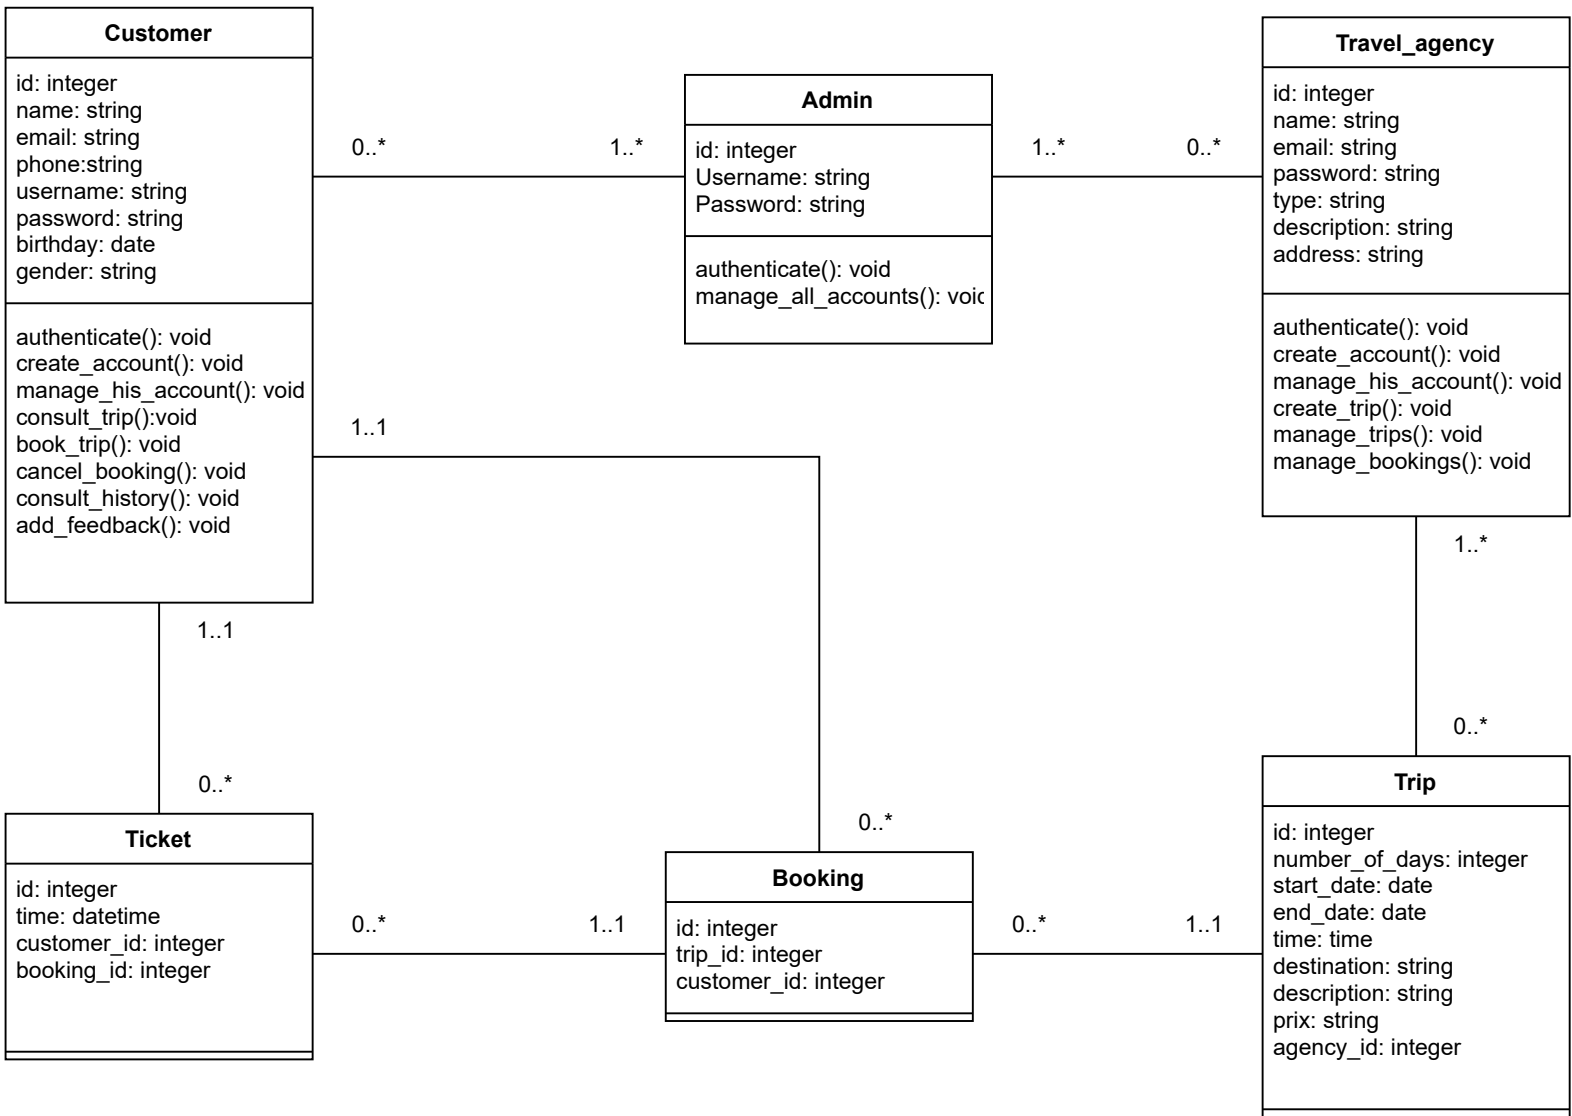 Customer
id: integer
name: string
email: string
phone:string
username: string
password: string
birthday: date
gender: string
authenticate(): void
create_account(): void
manage_his_account(): void
consult_trip():void
book_trip(): void
cancel_booking(): void
consult_history(): void
add_feedback(): void
0..*
1..*
Admin
id: integer
Username: string
Password: string
authenticate(): void
manage_all_accounts(): void
1..*
0..*
Travel_agency
id: integer
name: string
email: string
password: string
type: string
description: string
address: string
authenticate(): void
create_account(): void
manage_his_account(): void
create_trip(): void
manage_trips(): void
manage_bookings(): void
1..1
1..1
1..*
0..*
0..*
0..*
Ticket
id: integer
time: datetime
customer_id: integer
booking_id: integer
0..*
1..1
Booking
id: integer
trip_id: integer
customer_id: integer
0..*
1..1
Trip
id: integer
number_of_days: integer
start_date: date
end_date: date
time: time
destination: string
description: string
prix: string
agency_id: integer